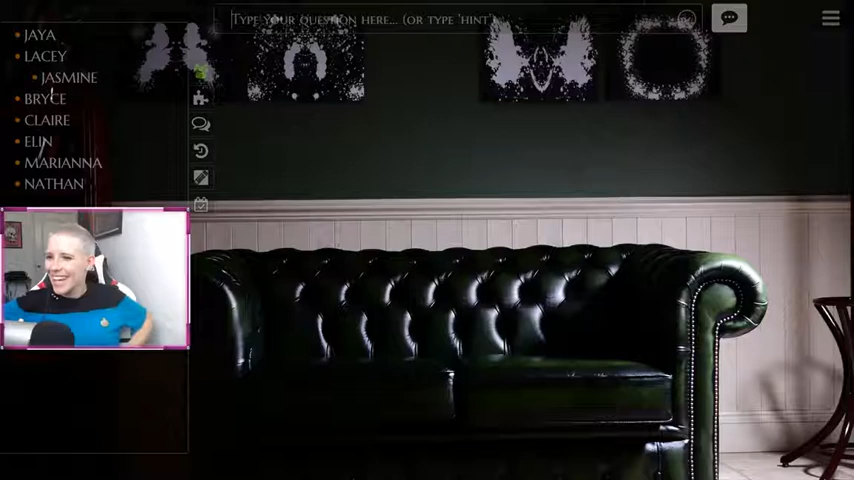 Type your question here... (or type 'hint'
JAYA
LACEY
JASMINE
BRYCE
CLAIRE
ELIN
MARIANNA
NATHAN